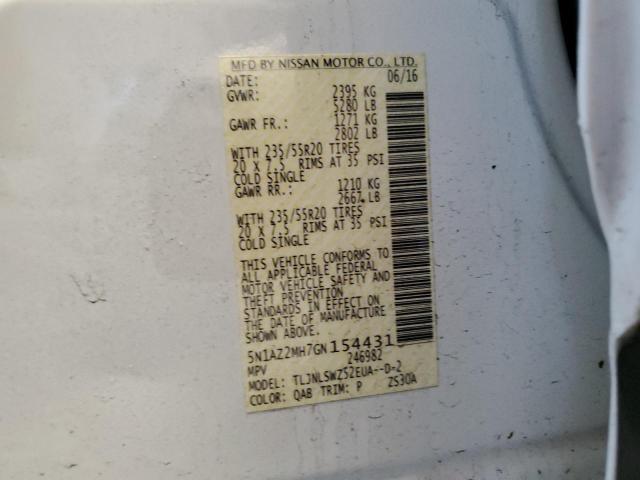 MFD BY NISSAN MOTOR CO., LTD.
DATE: 06/16
GVWR: 2395 KG
5280 LB
GAWR FR.: 1271 KG
2802 LB
WITH 235/55R20 TIRES
20 X 7.5 RIMS AT 35 PSI
COLD SINGLE
GAWR RR.: 1210 KG
2667 LB
WITH 235/55R20 TIRES
20 X 7.5 RIMS AT 35 PSI
COLD SINGLE
THIS VEHICLE CONFORMS TO
ALL APPLICABLE FEDERAL
MOTOR VEHICLE SAFETY AND
THEFT PREVENTION
STANDARDS IN EFFECT ON
THE DATE OF MANUFACTURE
SHOWN ABOVE.
5N1AZ2MH7GN154431
MPV 246982
MODEL: TLJNLSWZ52EUA--D-2
COLOR: QAB TRIM: P ZS30A